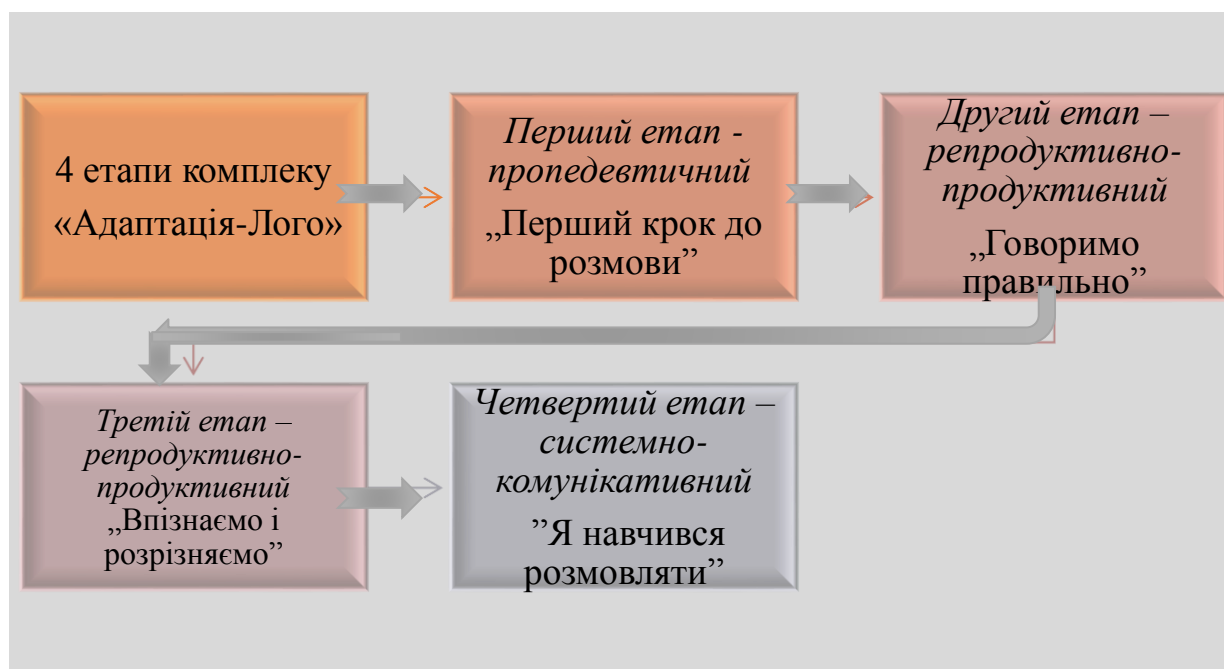 4 етапи комплеку
«Адаптація-Лого»
Перший етап -
пропедевтичний
„Перший крок до
розмови”
Другий етап –
репродуктивно-
продуктивний
„Говоримо
правильно”
Третій етап –
репродуктивно-
продуктивний
„Впізнаємо і
розрізняємо”
Четвертий етап –
системно-
комунікативний
”Я навчився
розмовляти”